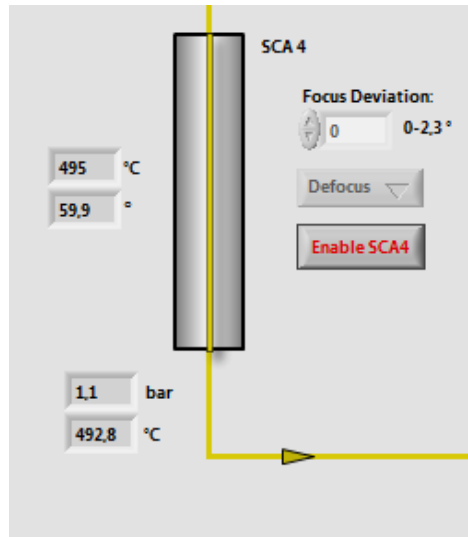 SCA 4
Focus Deviation:
0 0-2,3 °
495 °C
Defocus
59,9 °
Enable SCA4
1,1 bar
492,8 °C